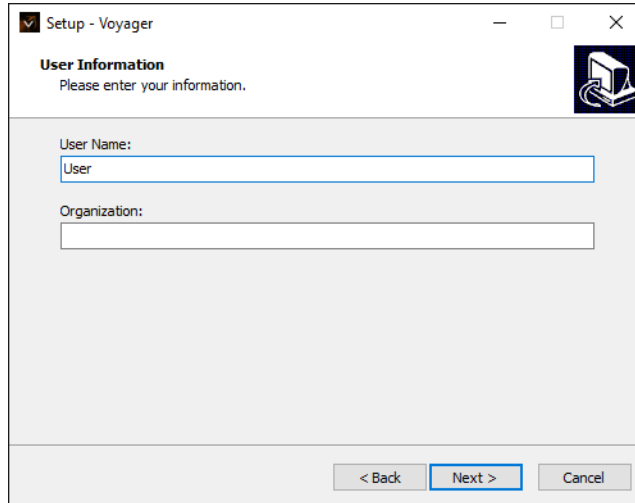 Setup - Voyager
User Information
Please enter your information.
User Name:
User
Organization:
< Back
Next >
Cancel